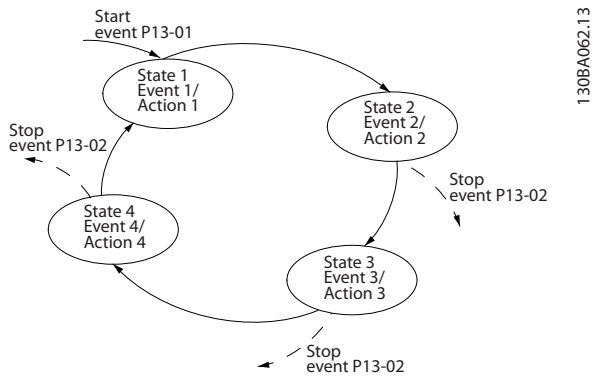 Start
event P13-01
State 1
Event 1/
Action 1
State 2
Event 2/
Action 2
Stop
event P13-02
State 3
Event 3/
Action 3
Stop
event P13-02
State 4
Event 4/
Action 4
Stop
event P13-02
130BA062.13